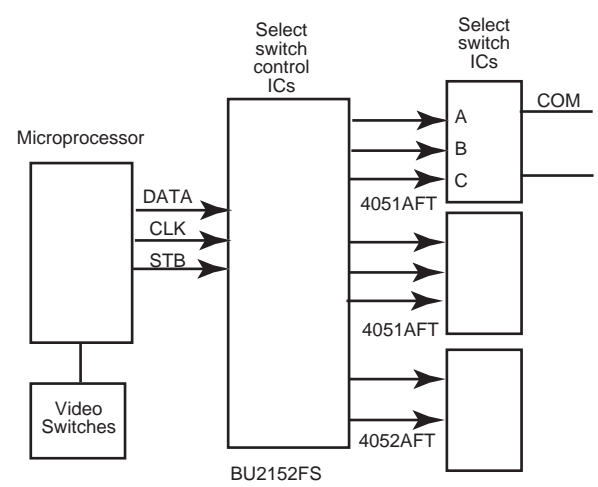 Select
switch
control
ICs
Select
switch
ICs
Microprocessor
COM
A
B
C
DATA
CLK
STB
4051AFT
4051AFT
Video
Switches
4052AFT
BU2152FS